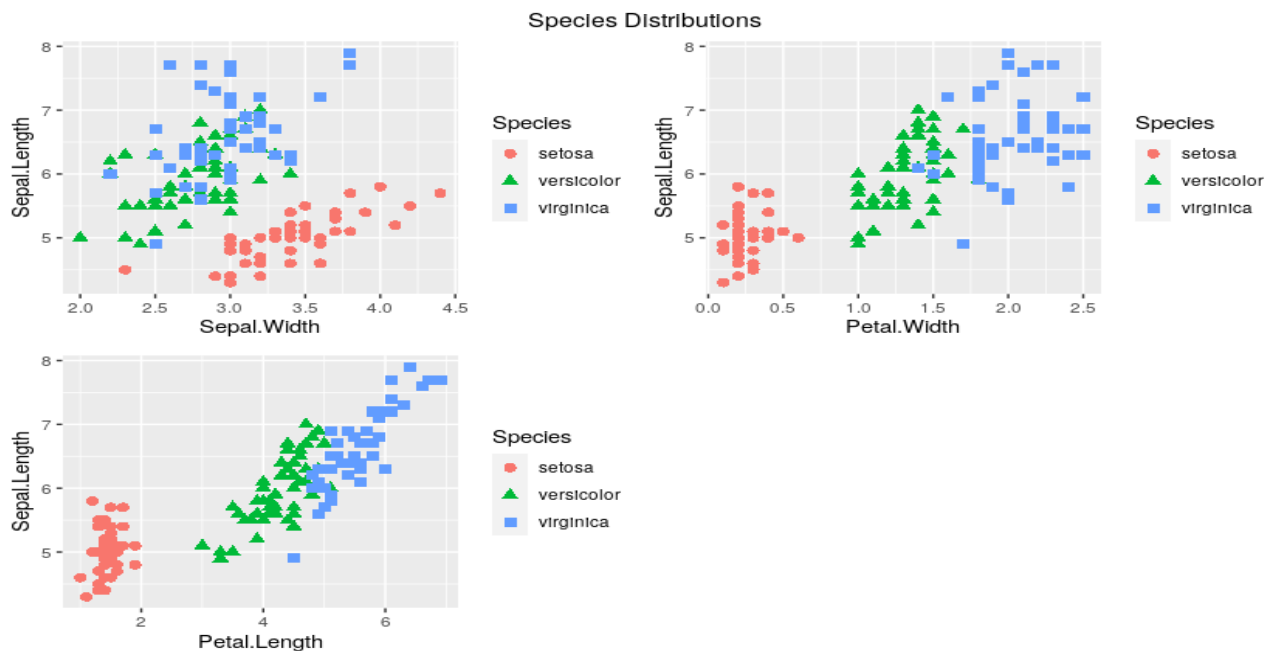 Species Distributions
8
7
6
5
Sepal.Length
2.0 2.5 3.0 3.5 4.0 4.5
Sepal.Width
Species
setosa
versicolor
virginica
8
7
6
5
Sepal.Length
0.0 0.5 1.0 1.5 2.0 2.5
Petal.Width
Species
setosa
versicolor
virginica
8
7
6
5
Sepal.Length
2 4 6
Petal.Length
Species
setosa
versicolor
virginica